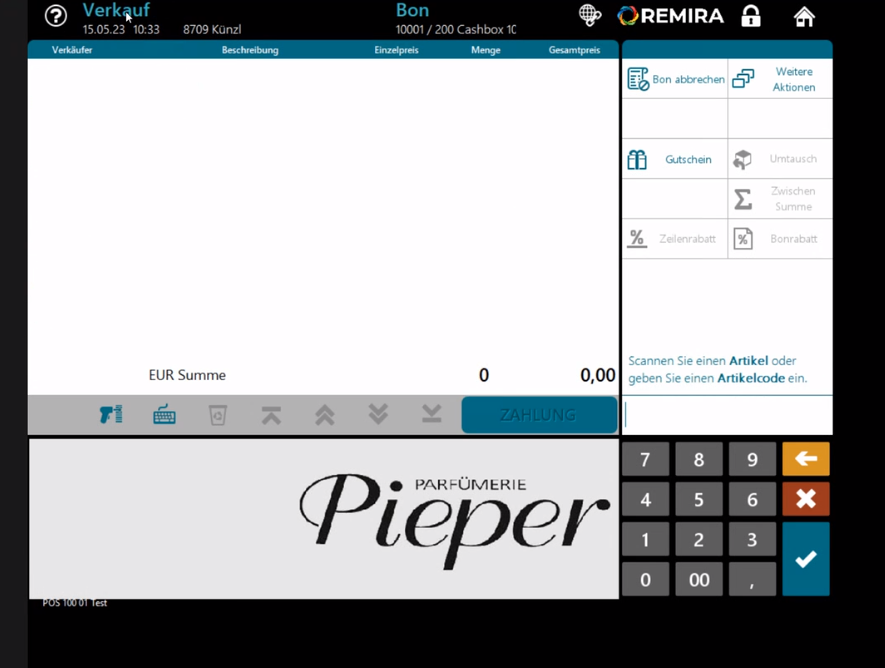 Verkauf
15.05.23 10:33 8709 Künzl
Bon
10001 / 200 Cashbox 10
REMIRA
Verkäufer Beschreibung Einzelpreis Menge Gesamtpreis
Bon abbrechen
Weitere
Aktionen
Gutschein
Umtausch
Zwischen
Summe
Zeilenrabatt
Bonrabatt
Scannen Sie einen Artikel oder
geben Sie einen Artikelcode ein.
EUR Summe 0 0,00
ZAHLUNG
PARFÜMERIE
Pieper
7 8 9
4 5 6
1 2 3
0 00 ,
POS 100 01 Test